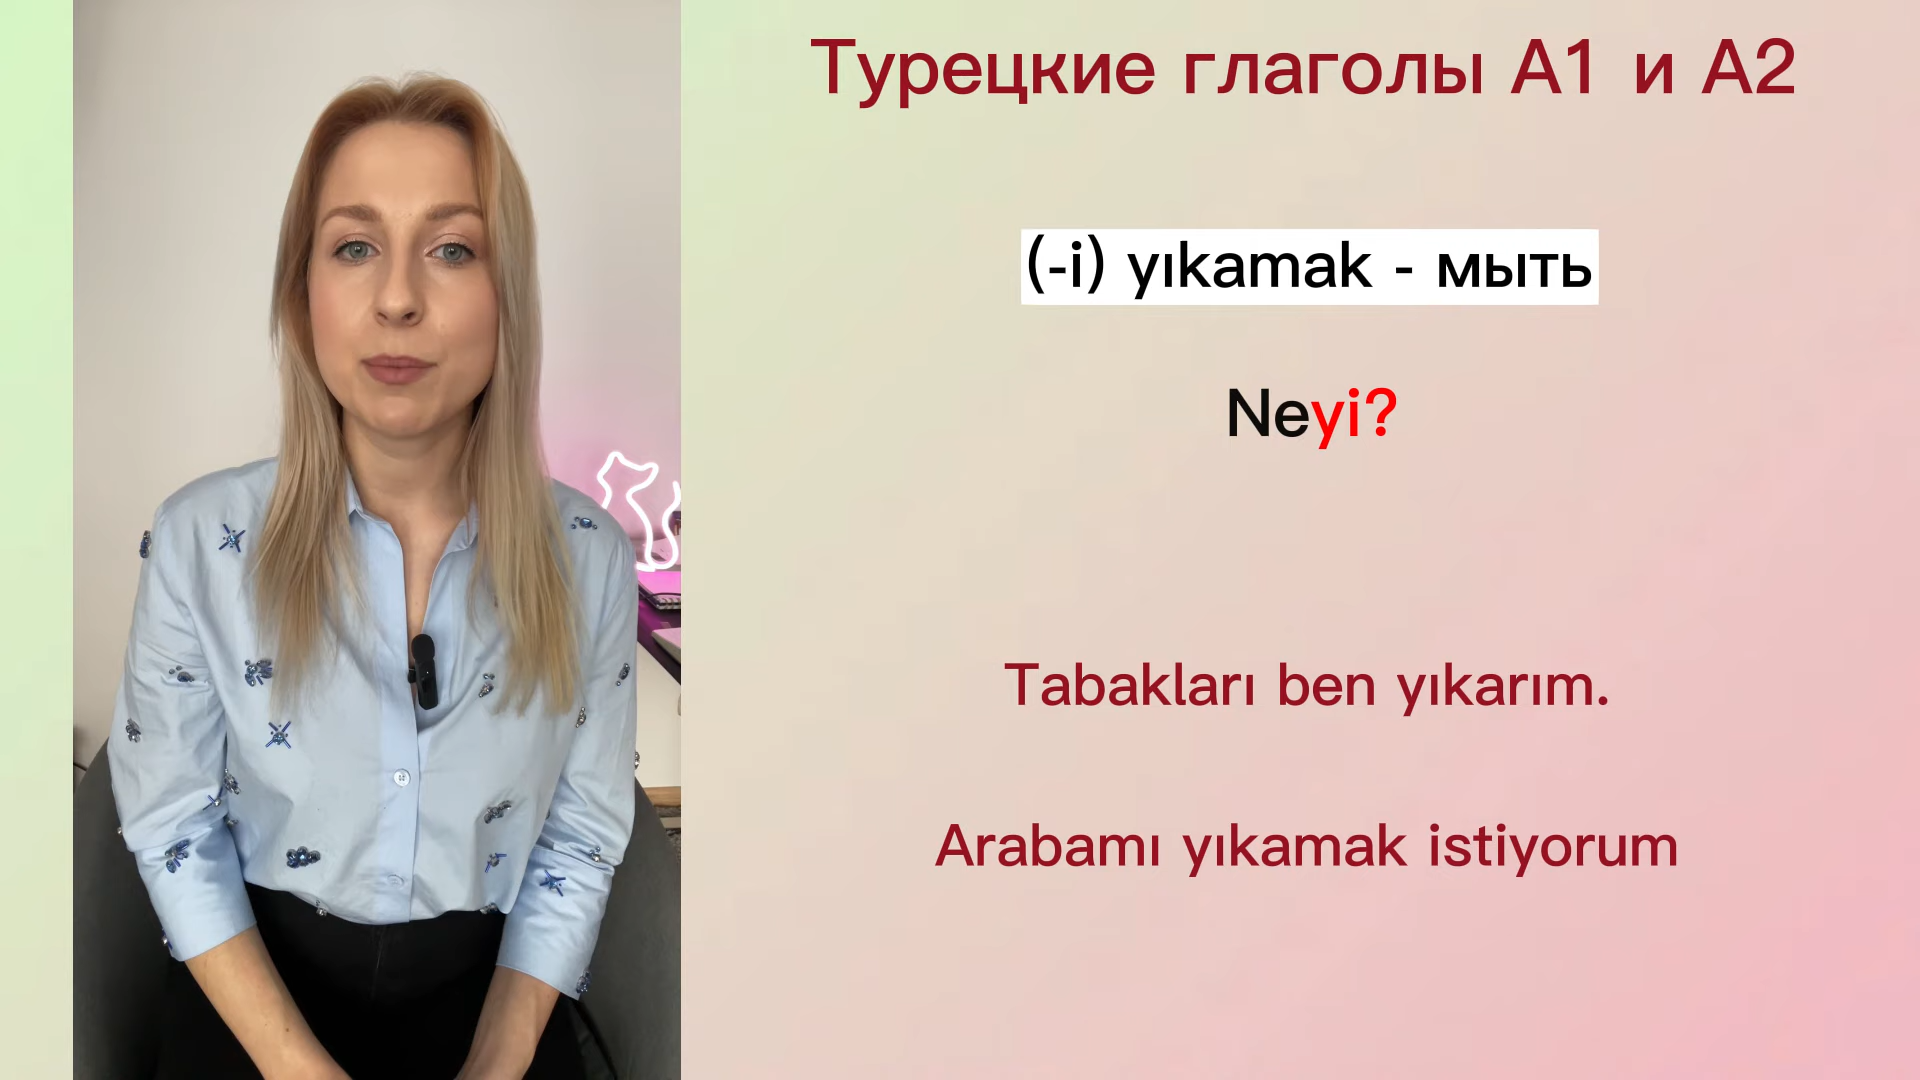 Турецкие глаголы А1 и А2
(-i) yıkamak - мыть
Neyi?
Tabakları ben yıkarım.
Arabamı yıkamak istiyorum